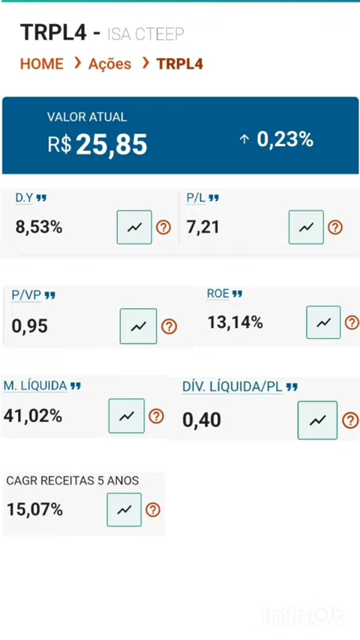 TRPL4 - ISA CTEEP
HOME > Ações > TRPL4
VALOR ATUAL
R$ 25,85 ↑ 0,23%
D.Y P/L
8,53% 7,21
P/VP ROE
0,95 13,14%
M. LÍQUIDA DÍV. LÍQUIDA/PL
41,02% 0,40
CAGR RECEITAS 5 ANOS
15,07%
InShOt